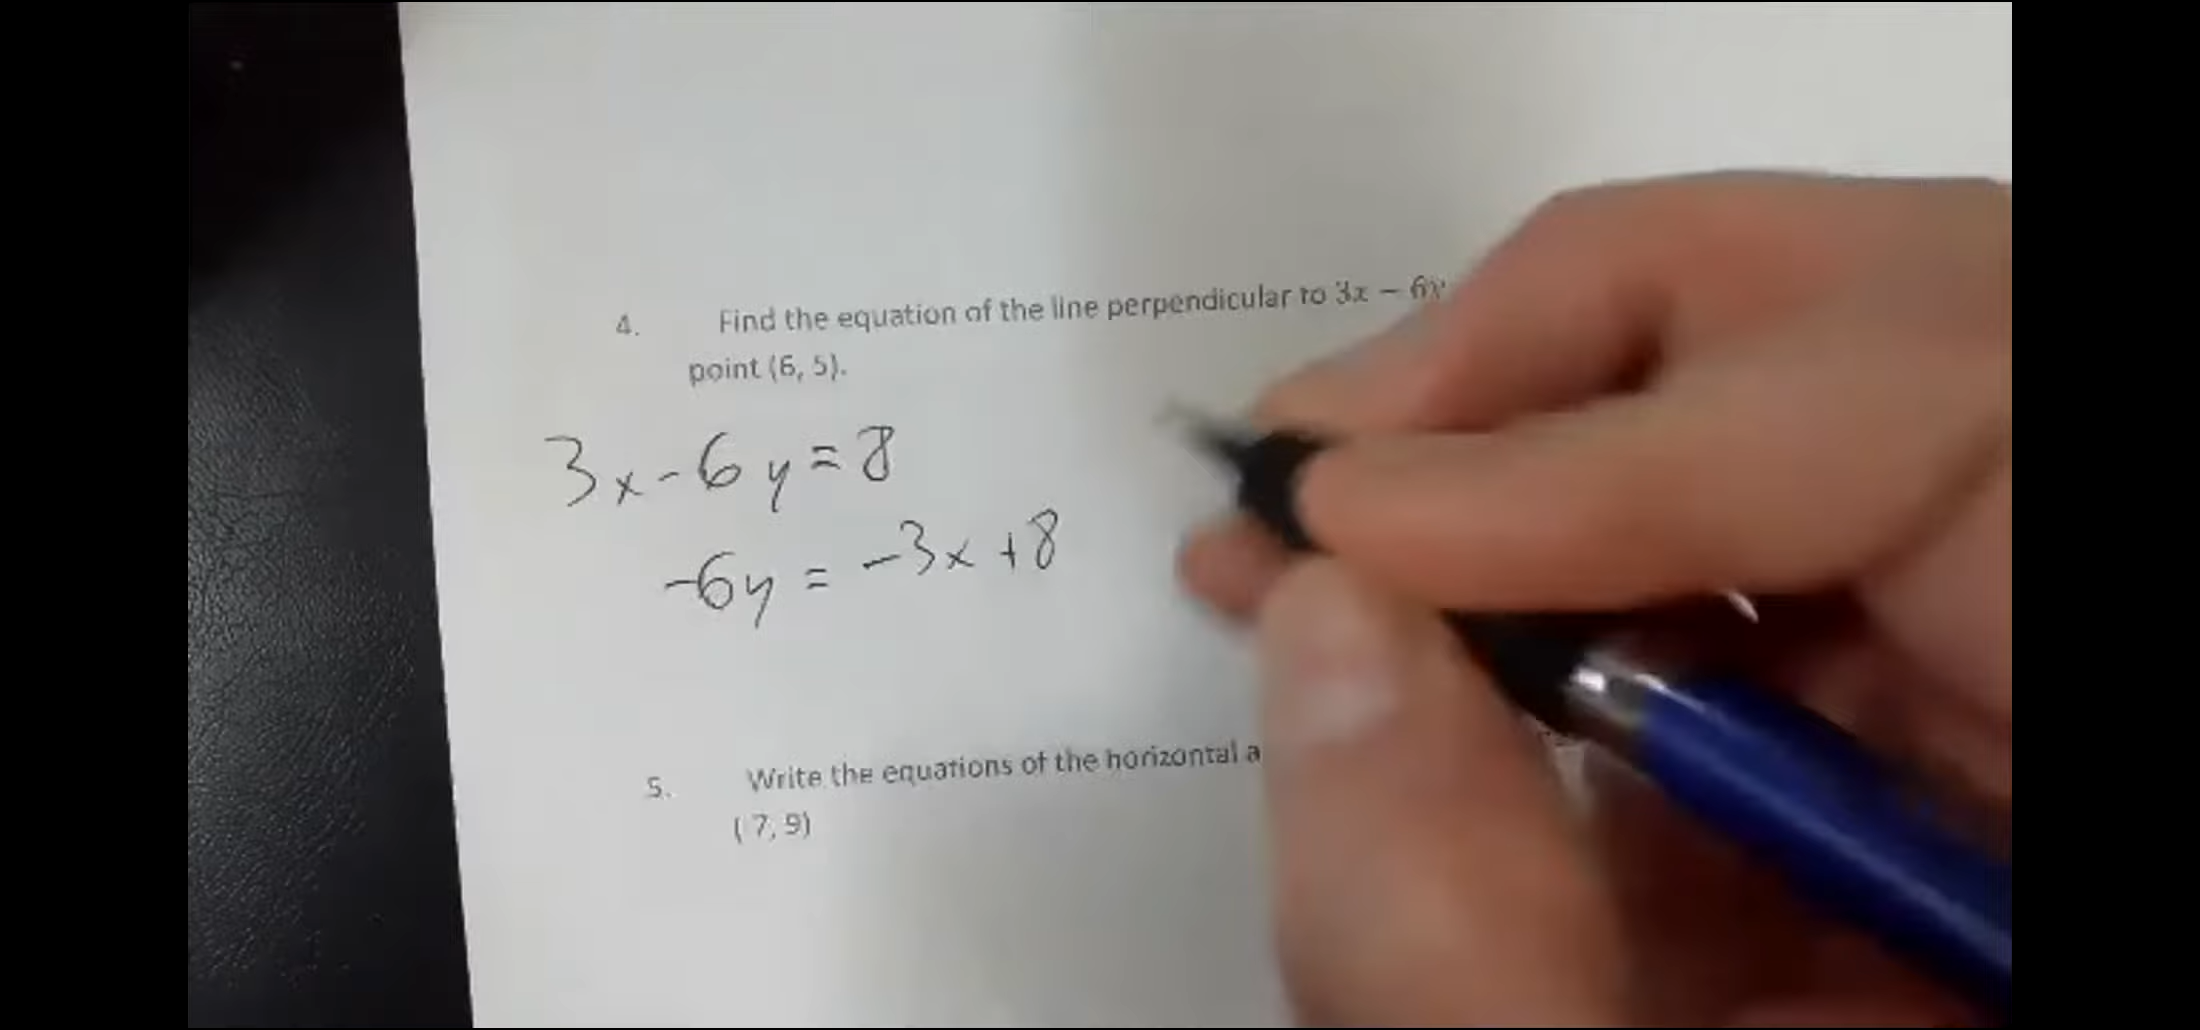 4. Find the equation of the line perpendicular to 3x − 6y
point (6, 5).
3x - 6y = 8
-6y = -3x + 8
5. Write the equations of the horizontal a
( 7, 9)